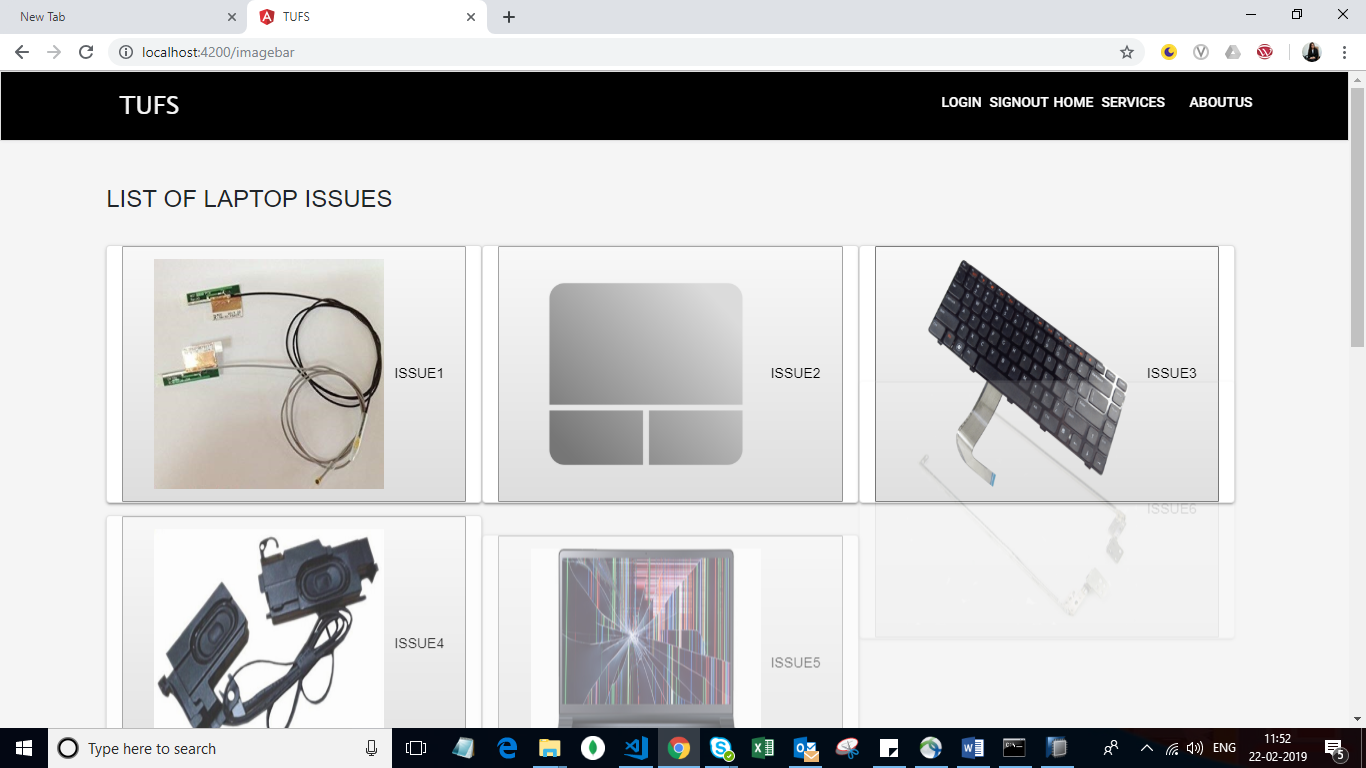 New Tab
TUFS
localhost:4200/imagebar
TUFS
LOGIN SIGNOUT HOME SERVICES ABOUTUS
LIST OF LAPTOP ISSUES
ISSUE1
ISSUE2
ISSUE3
ISSUE4
ISSUE5
ISSUE6
Type here to search
ENG
11:52
22-02-2019
5